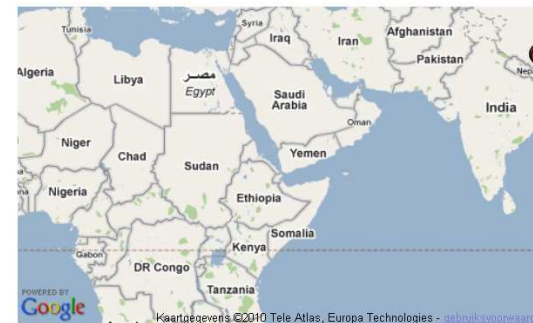 Tunisia
Syria
Iraq
Iran
Afghanistan
Pakistan
Nep
Algeria
Libya
مصر
Egypt
Saudi
Arabia
Oman
India
Niger
Chad
Sudan
Yemen
Nigeria
Ethiopia
Somalia
Gabon
Kenya
DR Congo
Tanzania
POWERED BY
Google
Kaartgegevens ©2010 Tele Atlas, Europa Technologies - gebruiksvoorwaard